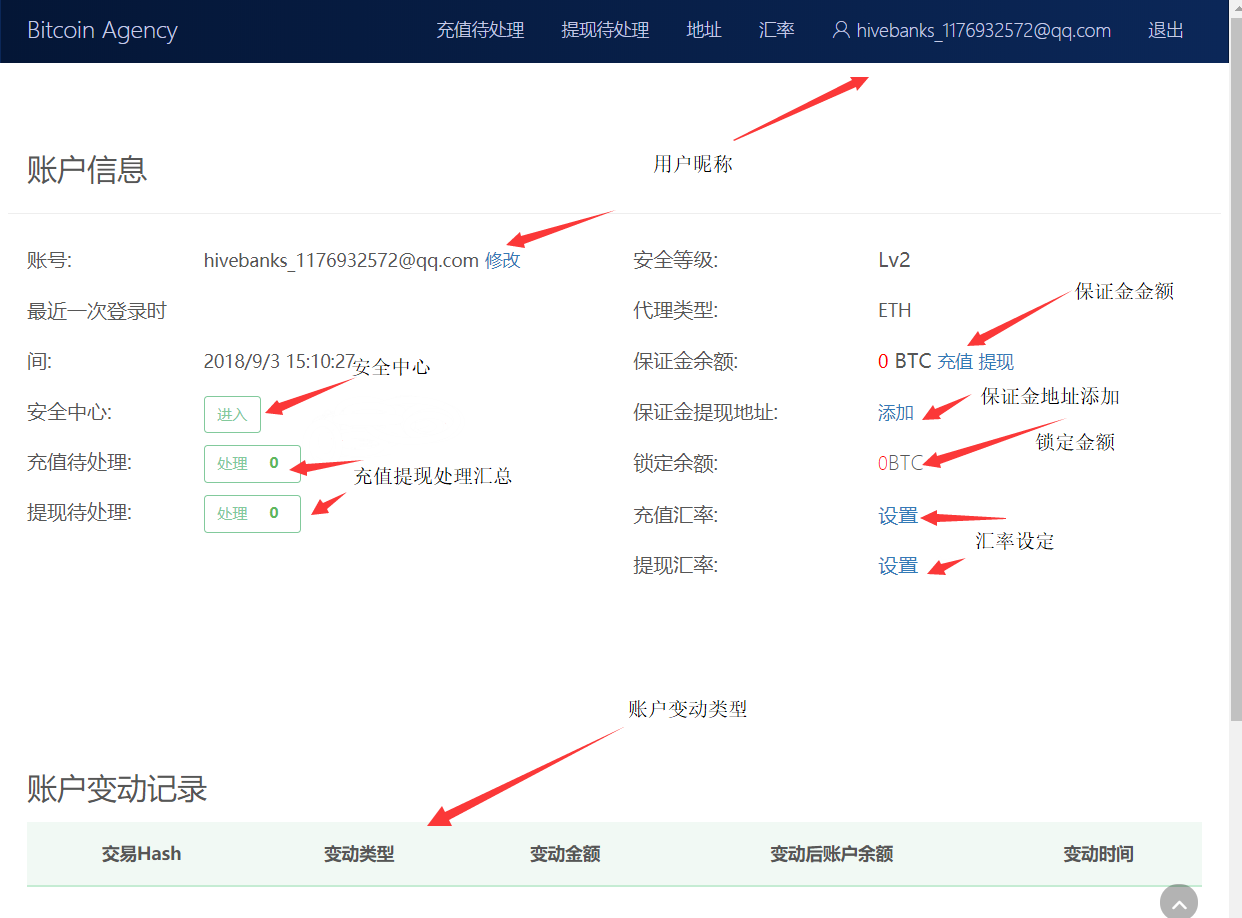 Bitcoin Agency 充值待处理 提现待处理 地址 汇率 hivebanks_1176932572@qq.com 退出
用户昵称
账户信息
账号: hivebanks_1176932572@qq.com 修改 安全等级: Lv2
保证金金额
最近一次登录时 代理类型: ETH
间: 2018/9/3 15:10:27 保证金余额: 0 BTC 充值 提现
安全中心
保证金地址添加
安全中心: 进入 保证金提现地址: 添加
锁定金额
充值待处理: 处理 0 锁定余额: 0BTC
充值提现处理汇总
提现待处理: 处理 0 充值汇率: 设置
汇率设定
提现汇率: 设置
账户变动类型
账户变动记录
交易Hash 变动类型 变动金额 变动后账户余额 变动时间